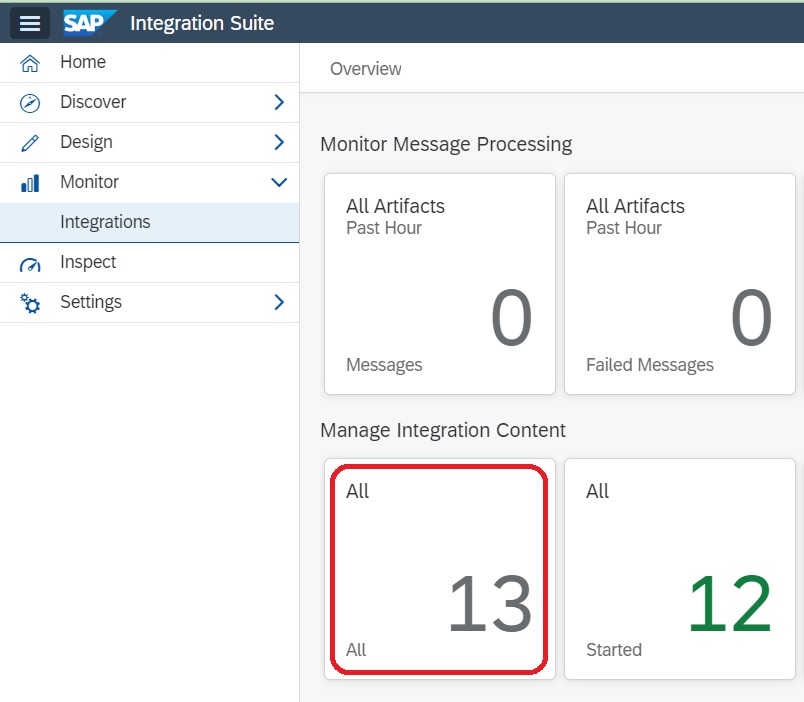 SAP Integration Suite
Home
Discover
Design
Monitor
Integrations
Inspect
Settings
Overview
Monitor Message Processing
All Artifacts
Past Hour
0
Messages
All Artifacts
Past Hour
0
Failed Messages
Manage Integration Content
All
13
All
All
12
Started